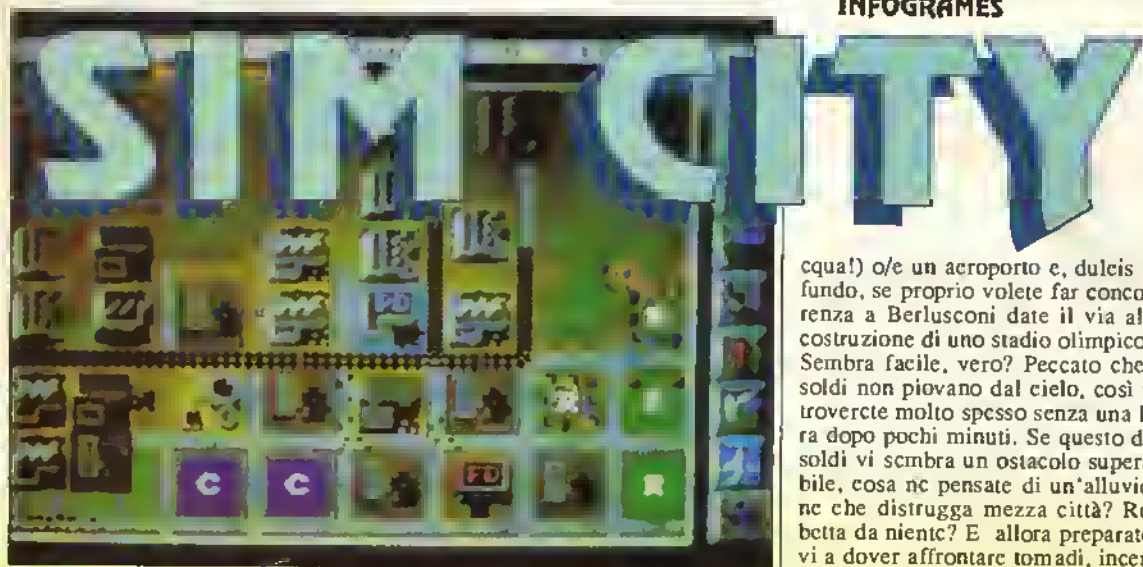 INFOGRAMES
SIM CITY
cqua!) o/e un aeroporto e, dulcis
fundo, se proprio volete far conco
renza a Berlusconi date il via al
costruzione di uno stadio olimpico
Sembra facile, vero? Peccato che
soldi non piovano dal cielo, così
troverete molto spesso senza una
ra dopo pochi minuti. Se questo d
soldi vi sembra un ostacolo super
bile, cosa ne pensate di un'alluvio
ne che distrugga mezza città? Ro
betta da niente? E allora preparate
vi a dover affrontare tornadi, incen
C
C
R
R